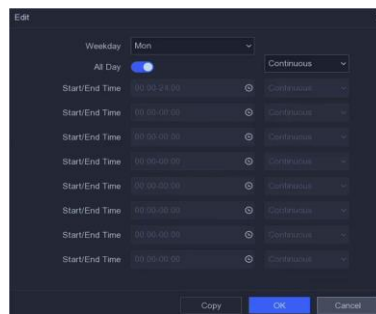 Edit
Weekday Mon
All Day Continuous
Start/End Time 00:00-24:00 Continuous
Start/End Time 00:00-00:00 Continuous
Start/End Time 00:00-00:00 Continuous
Start/End Time 00:00-00:00 Continuous
Start/End Time 00:00-00:00 Continuous
Start/End Time 00:00-00:00 Continuous
Start/End Time 00:00-00:00 Continuous
Start/End Time 00:00-00:00 Continuous
Copy OK Cancel